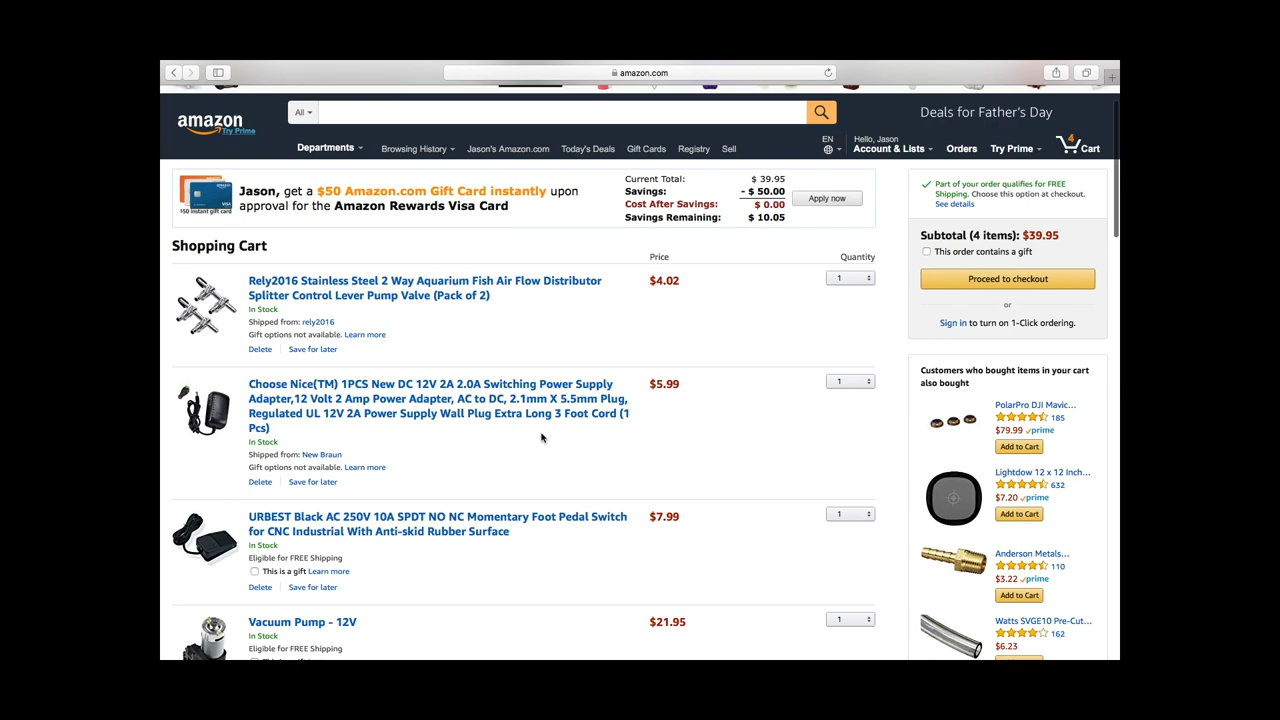 amazon.com
amazon
Try Prime
All
Deals for Father's Day
Departments
Browsing History
Jason's Amazon.com
Today's Deals
Gift Cards
Registry
Sell
EN
Hello, Jason
Account & Lists
Orders
Try Prime
4
Cart
$50 instant gift card
Jason, get a $50 Amazon.com Gift Card instantly upon
approval for the Amazon Rewards Visa Card
Current Total: $ 39.95
Savings: - $ 50.00
Cost After Savings: $ 0.00
Savings Remaining: $ 10.05
Apply now
Part of your order qualifies for FREE
Shipping. Choose this option at checkout.
See details
Subtotal (4 items): $39.95
This order contains a gift
Proceed to checkout
or
Sign in to turn on 1-Click ordering.
Shopping Cart
Price
Quantity
Rely2016 Stainless Steel 2 Way Aquarium Fish Air Flow Distributor
Splitter Control Lever Pump Valve (Pack of 2)
In Stock
Shipped from: rely2016
Gift options not available. Learn more
Delete
Save for later
$4.02
1
Choose Nice(TM) 1PCS New DC 12V 2A 2.0A Switching Power Supply
Adapter,12 Volt 2 Amp Power Adapter, AC to DC, 2.1mm X 5.5mm Plug,
Regulated UL 12V 2A Power Supply Wall Plug Extra Long 3 Foot Cord (1
Pcs)
In Stock
Shipped from: New Braun
Gift options not available. Learn more
Delete
Save for later
$5.99
1
URBEST Black AC 250V 10A SPDT NO NC Momentary Foot Pedal Switch
for CNC Industrial With Anti-skid Rubber Surface
In Stock
Eligible for FREE Shipping
This is a gift Learn more
Delete
Save for later
$7.99
1
Vacuum Pump - 12V
In Stock
Eligible for FREE Shipping
$21.95
1
Customers who bought items in your cart
also bought
PolarPro DJI Mavic...
185
$79.99 prime
Add to Cart
Lightdow 12 x 12 Inch...
632
$7.20 prime
Add to Cart
Anderson Metals...
110
$3.22 prime
Add to Cart
Watts SVGE10 Pre-Cut...
162
$6.23